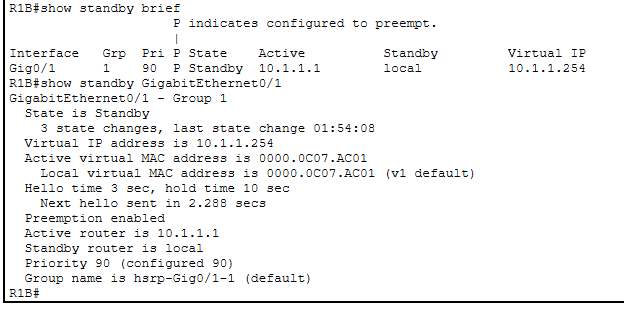 R1B#show standby brief
P indicates configured to preempt.
|
Interface Grp Pri P State Active Standby Virtual IP
Gig0/1 1 90 P Standby 10.1.1.1 local 10.1.1.254
R1B#show standby GigabitEthernet0/1
GigabitEthernet0/1 - Group 1
State is Standby
3 state changes, last state change 01:54:08
Virtual IP address is 10.1.1.254
Active virtual MAC address is 0000.0C07.AC01
Local virtual MAC address is 0000.0C07.AC01 (v1 default)
Hello time 3 sec, hold time 10 sec
Next hello sent in 2.288 secs
Preemption enabled
Active router is 10.1.1.1
Standby router is local
Priority 90 (configured 90)
Group name is hsrp-Gig0/1-1 (default)
R1B#